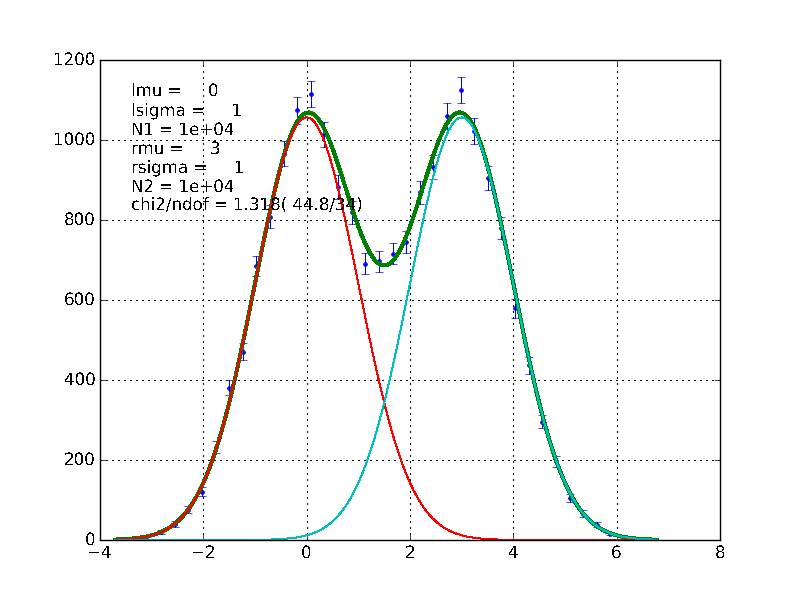 1200
1000
800
600
400
200
0
lmu = 0
lsigma = 1
N1 = 1e+04
rmu = 3
rsigma = 1
N2 = 1e+04
chi2/ndof = 1.318( 44.8/34)
−4 −2 0 2 4 6 8